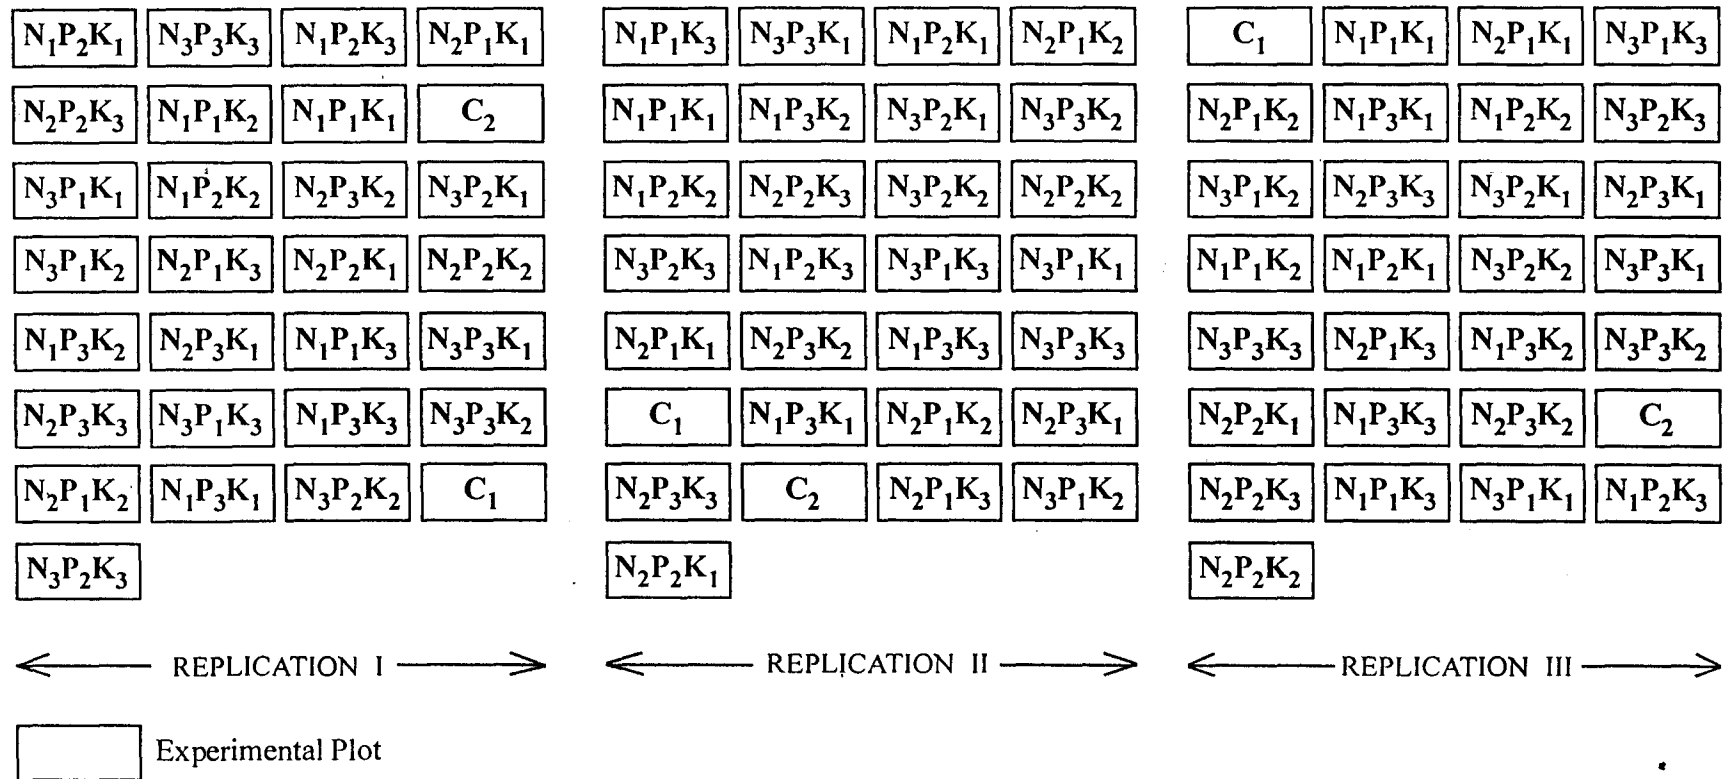 N₁P₂K₁ N₃P₃K₃ N₁P₂K₃ N₂P₁K₁ N₁P₁K₃ N₃P₃K₁ N₁P₂K₁ N₂P₁K₂ C₁ N₁P₁K₁ N₂P₁K₁ N₃P₁K₃
N₂P₂K₃ N₁P₁K₂ N₁P₁K₁ C₂ N₁P₁K₁ N₁P₃K₂ N₃P₂K₁ N₃P₃K₂ N₂P₁K₂ N₁P₃K₁ N₁P₂K₂ N₃P₂K₃
N₃P₁K₁ N₁P₂K₂ N₂P₃K₂ N₃P₂K₁ N₁P₂K₂ N₂P₂K₃ N₃P₂K₂ N₂P₂K₂ N₃P₁K₂ N₂P₃K₃ N₃P₂K₁ N₂P₃K₁
N₃P₁K₂ N₂P₁K₃ N₂P₂K₁ N₂P₂K₂ N₃P₂K₃ N₁P₂K₃ N₃P₁K₃ N₃P₁K₁ N₁P₁K₂ N₁P₂K₁ N₃P₂K₂ N₃P₃K₁
N₁P₃K₂ N₂P₃K₁ N₁P₁K₃ N₃P₃K₁ N₂P₁K₁ N₂P₃K₂ N₁P₃K₃ N₃P₃K₃ N₃P₃K₃ N₂P₁K₃ N₁P₃K₂ N₃P₃K₂
N₂P₃K₃ N₃P₁K₃ N₁P₃K₃ N₃P₃K₂ C₁ N₁P₃K₁ N₂P₁K₂ N₂P₃K₁ N₂P₂K₁ N₁P₃K₃ N₂P₃K₂ C₂
N₂P₁K₂ N₁P₃K₁ N₃P₂K₂ C₁ N₂P₃K₃ C₂ N₂P₁K₃ N₃P₁K₂ N₂P₂K₃ N₁P₁K₃ N₃P₁K₁ N₁P₂K₃
N₃P₂K₃ N₂P₂K₁ N₂P₂K₂
REPLICATION I REPLICATION II REPLICATION III
Experimental Plot